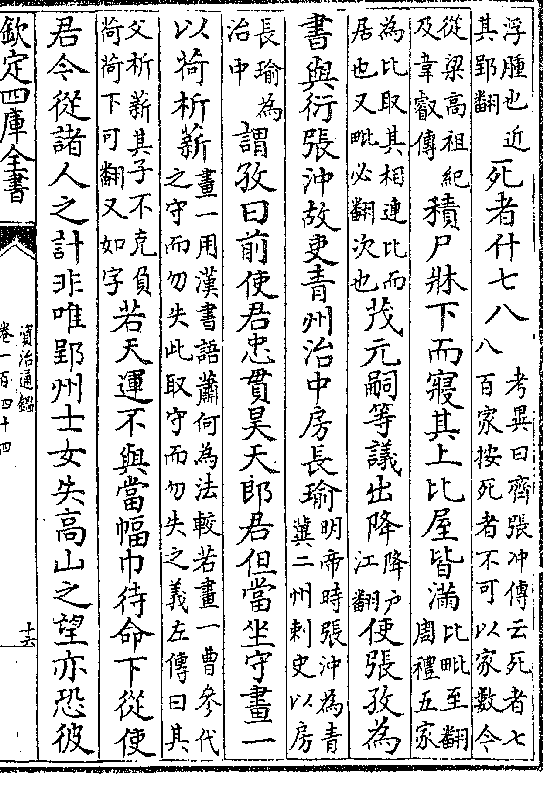 浮腫也近其郢翻死者什七八考異曰齊張冲傳云死者七八百家按死者不可以家數今
從梁高祖紀及韋叡傳積尸牀下而寢其上比屋皆滿比毗至翻周禮五家
為比取其相連比而居也又毗必翻次也茂元嗣等議出降降户江翻使張孜為
書與衍張沖故吏青州治中房長瑜明帝時張沖為青冀二州刺史以房
長瑜為治中謂孜曰前使君忠貫昊天郎君但當坐守畫一
以荷析薪畫一用漢書語蕭何為法較若畫一曹參代之守而勿失此取守而勿失之義左傳曰其
父析薪其子不克負荷荷下可翻又如字若天運不與當幅巾待命下從使
君今從諸人之計非唯郢州士女失高山之望亦恐彼
欽定四庫全書
資治通鑑
卷一百四十四
十六